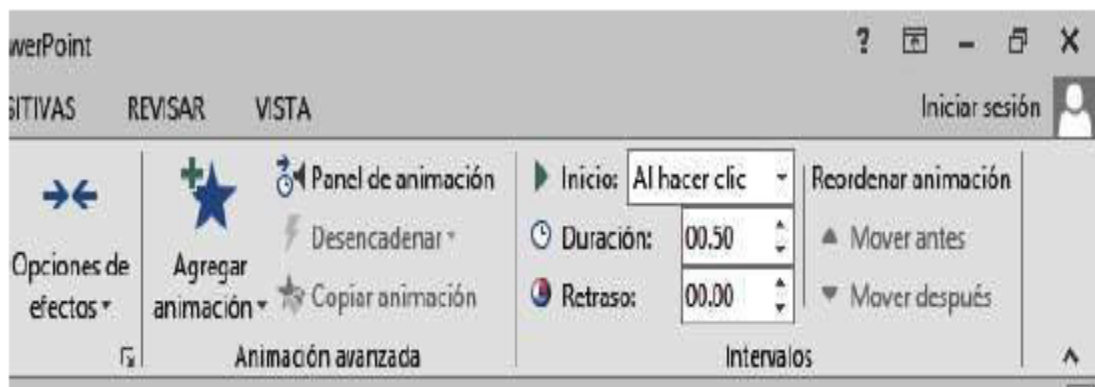 werPoint ?
SITIVAS REVISAR VISTA Iniciar sesión
Opciones de efectos
Agregar animación
Panel de animación
Desencadenar
Copiar animación
Animación avanzada
Inicio: Al hacer clic
Duración: 00.50
Retraso: 00.00
Reordenar animación
Mover antes
Mover después
Intervalos